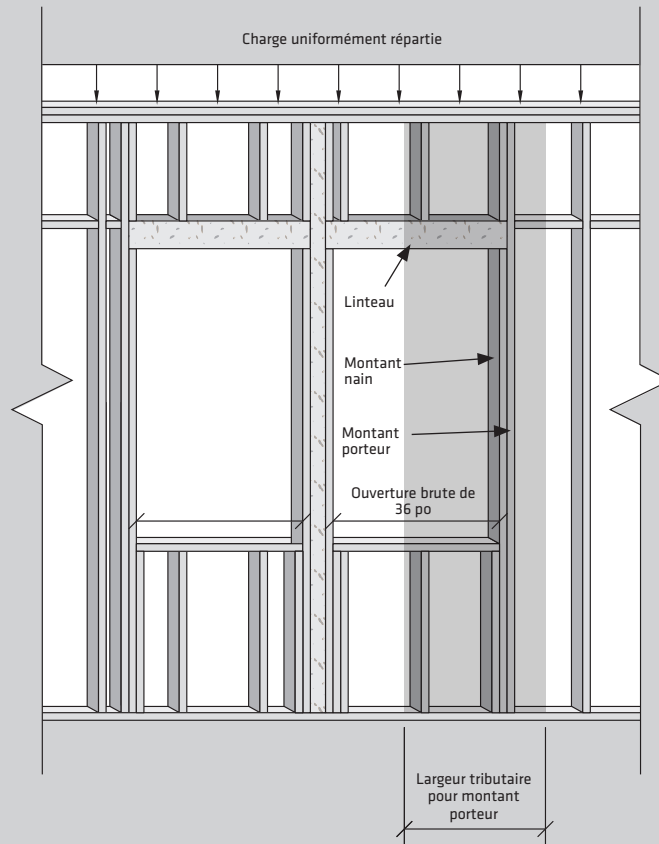 Charge uniformément répartie
Linteau
Montant
nain
Montant
porteur
Ouverture brute de
36 po
Largeur tributaire
pour montant
porteur